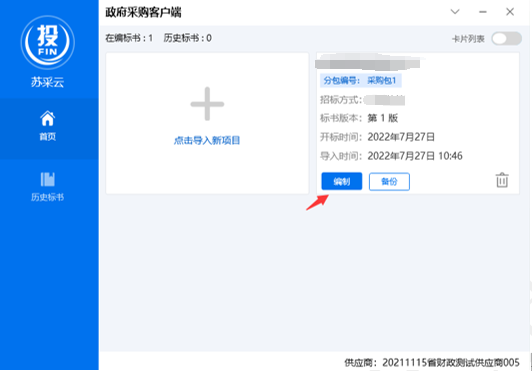 政府采购客户端
投
FIN
苏采云
首页
历史标书
在编标书：1 历史标书：0
卡片列表
点击导入新项目
分包编号： 采购包1
招标方式：
标书版本：第 1 版
开标时间：2022年7月27日
导入时间：2022年7月27日 10:46
编制
备份
供应商：20211115省财政测试供应商005